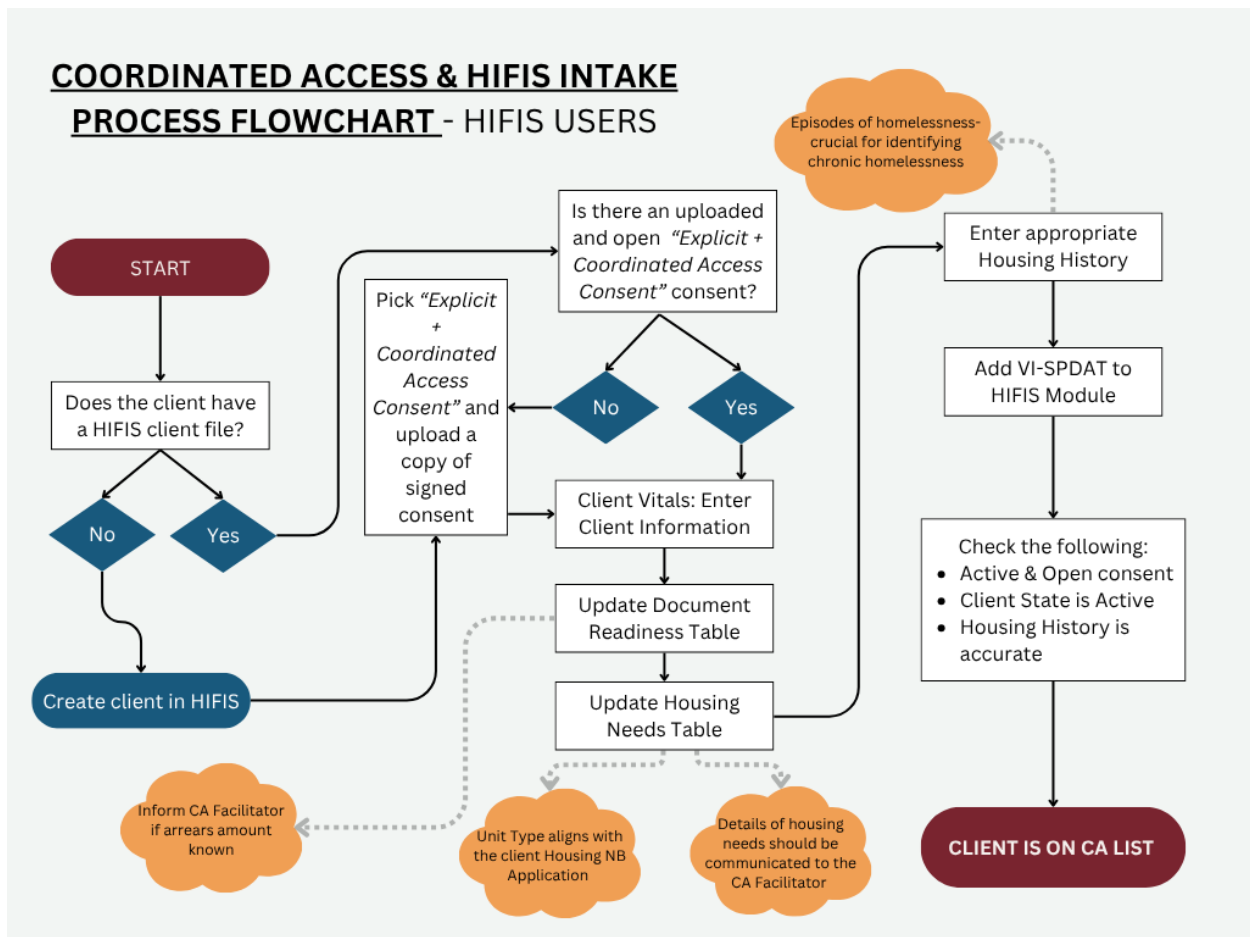 COORDINATED ACCESS & HIFIS INTAKE
PROCESS FLOWCHART - HIFIS USERS
START
Does the client have
a HIFIS client file?
No
Yes
Create client in HIFIS
Pick “Explicit
+
Coordinated
Access
Consent” and
upload a
copy of
signed
consent
Is there an uploaded
and open “Explicit +
Coordinated Access
Consent” consent?
No
Yes
Client Vitals: Enter
Client Information
Update Document
Readiness Table
Inform CA Facilitator
if arrears amount
known
Update Housing
Needs Table
Unit Type aligns with
the client Housing NB
Application
Details of housing
needs should be
communicated to the
CA Facilitator
Enter appropriate
Housing History
Episodes of homelessness-
crucial for identifying
chronic homelessness
Add VI-SPDAT to
HIFIS Module
Check the following:
• Active & Open consent
• Client State is Active
• Housing History is
accurate
CLIENT IS ON CA LIST